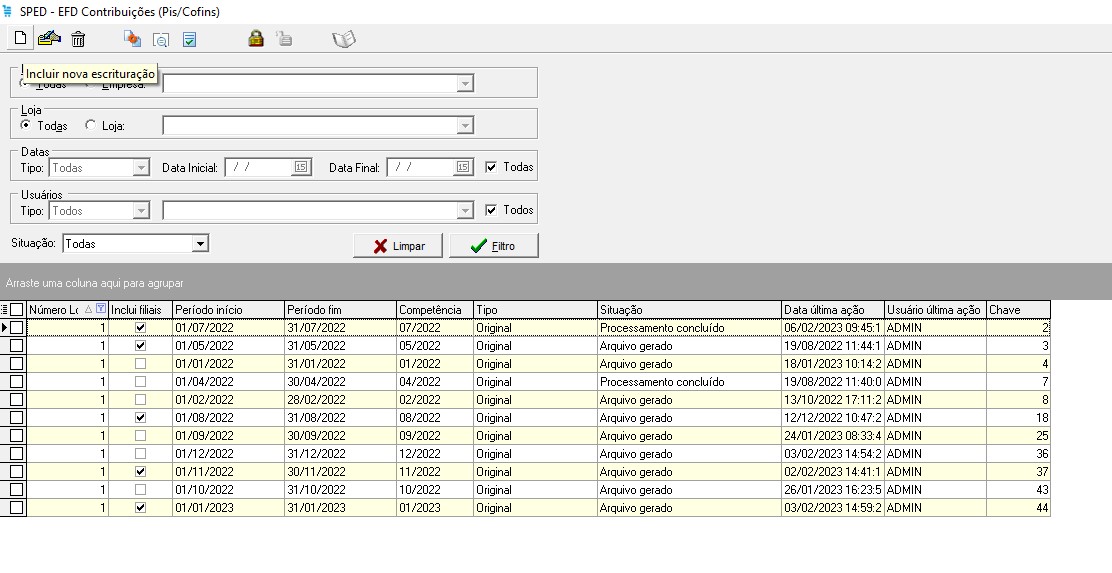 SPED - EFD Contribuições (Pis/Cofins)
Incluir nova escrituração
Todas Empresa:
Loja
Todas Loja:
Datas
Tipo: Todas Data Inicial: / / 15 Data Final: / / 15 Todas
Usuários
Tipo: Todos Todos
Situação: Todas Limpar Filtro
Arraste uma coluna aqui para agrupar
Número Lo Inclui filiais Período início Período fim Competência Tipo Situação Data última ação Usuário última ação Chave
1 01/07/2022 31/07/2022 07/2022 Original Processamento concluído 06/02/2023 09:45:1 ADMIN 2
1 01/05/2022 31/05/2022 05/2022 Original Arquivo gerado 19/08/2022 11:44:1 ADMIN 3
1 01/01/2022 31/01/2022 01/2022 Original Arquivo gerado 18/01/2023 10:14:2 ADMIN 4
1 01/04/2022 30/04/2022 04/2022 Original Processamento concluído 19/08/2022 11:40:0 ADMIN 7
1 01/02/2022 28/02/2022 02/2022 Original Arquivo gerado 13/10/2022 17:11:2 ADMIN 8
1 01/08/2022 31/08/2022 08/2022 Original Arquivo gerado 12/12/2022 10:47:2 ADMIN 18
1 01/09/2022 30/09/2022 09/2022 Original Arquivo gerado 24/01/2023 08:33:4 ADMIN 25
1 01/12/2022 31/12/2022 12/2022 Original Arquivo gerado 03/02/2023 14:54:2 ADMIN 36
1 01/11/2022 30/11/2022 11/2022 Original Arquivo gerado 02/02/2023 14:41:1 ADMIN 37
1 01/10/2022 31/10/2022 10/2022 Original Arquivo gerado 26/01/2023 16:23:5 ADMIN 43
1 01/01/2023 31/01/2023 01/2023 Original Arquivo gerado 03/02/2023 14:59:2 ADMIN 44